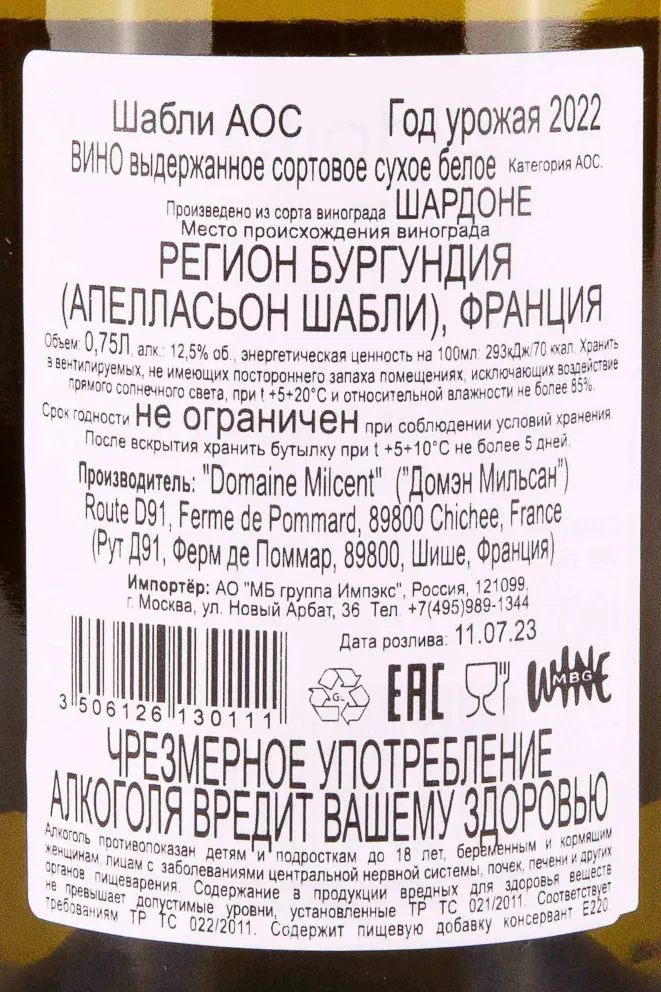 Шабли АОС Год урожая 2022
ВИНО выдержанное сортовое сухое белое Категория АОС.
Произведено из сорта винограда ШАРДОНЕ
Место происхождения винограда
РЕГИОН БУРГУНДИЯ
(АПЕЛЛАСЬОН ШАБЛИ), ФРАНЦИЯ
Объем: 0,75Л, алк.: 12,5% об., энергетическая ценность на 100мл: 293кДж/70 ккал. Хранить
в вентилируемых, не имеющих постороннего запаха помещениях, исключающих воздействие
прямого солнечного света, при t +5+20°С и относительной влажности не более 85%.
Срок годности не ограничен при соблюдении условий хранения.
После вскрытия хранить бутылку при t +5+10°С не более 5 дней.
Производитель: "Domaine Milcent" ("Домэн Мильсан")
Route D91, Ferme de Pommard, 89800 Chichee, France
(Рут Д91, Ферм де Поммар, 89800, Шише, Франция)
Импортёр: АО "МБ группа Импэкс", Россия, 121099,
г. Москва, ул. Новый Арбат, 36 Тел. +7(495)989-1344
Дата розлива: 11.07.23
3 506126 130111
GL
EAC
WINE
MBG
ЧРЕЗМЕРНОЕ УПОТРЕБЛЕНИЕ
АЛКОГОЛЯ ВРЕДИТ ВАШЕМУ ЗДОРОВЬЮ
Алкоголь противопоказан детям и подросткам до 18 лет, беременным и кормящим
женщинам, лицам с заболеваниями центральной нервной системы, почек, печени и других
органов пищеварения. Содержание в продукции вредных для здоровья веществ
не превышает допустимые уровни, установленные ТР ТС 021/2011. Соответствует
требованиям ТР ТС 022/2011. Содержит пищевую добавку консервант Е220.